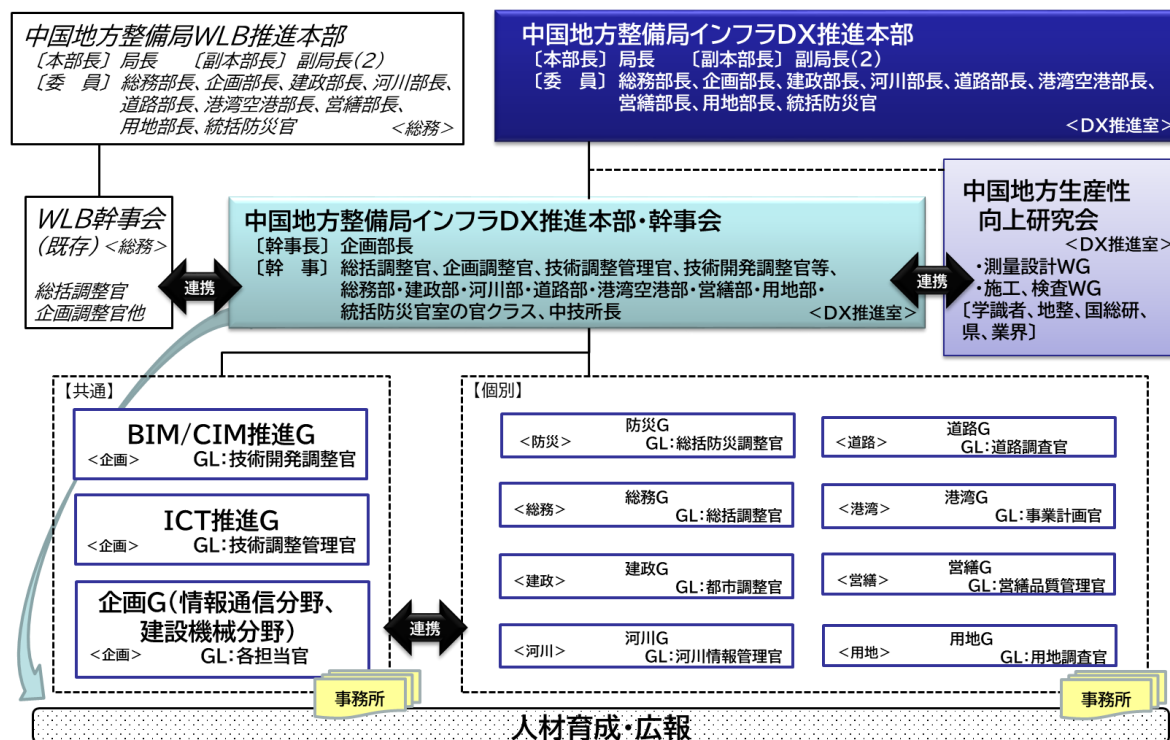 中国地方整備局WLB推進本部
〔本部長〕局長 〔副本部長〕副局長(2)
〔委 員〕総務部長、企画部長、建政部長、河川部長、
道路部長、港湾空港部長、営繕部長、
用地部長、統括防災官
<総務>
中国地方整備局インフラDX推進本部
〔本部長〕局長 〔副本部長〕副局長(2)
〔委 員〕総務部長、企画部長、建政部長、河川部長、道路部長、港湾空港部長、
営繕部長、用地部長、統括防災官
<DX推進室>
WLB幹事会
(既存)<総務>
総括調整官
企画調整官他
連携
中国地方整備局インフラDX推進本部・幹事会
〔幹事長〕企画部長
〔幹 事〕総括調整官、企画調整官、技術調整管理官、技術開発調整官等、
総務部・建政部・河川部・道路部・港湾空港部・営繕部・用地部・
統括防災官室の官クラス、中技所長
<DX推進室>
連携
中国地方生産性
向上研究会
<DX推進室>
・測量設計WG
・施工、検査WG
〔学識者、地整、国総研、
県、業界〕
【共通】
BIM/CIM推進G
<企画> GL:技術開発調整官
ICT推進G
<企画> GL:技術調整管理官
企画G(情報通信分野、
建設機械分野)
<企画> GL:各担当官
事務所
連携
【個別】
防災G
<防災> GL:総括防災調整官
道路G
<道路> GL:道路調査官
総務G
<総務> GL:総括調整官
港湾G
<港湾> GL:事業計画官
建政G
<建政> GL:都市調整官
営繕G
<営繕> GL:営繕品質管理官
河川G
<河川> GL:河川情報管理官
用地G
<用地> GL:用地調査官
事務所
人材育成・広報